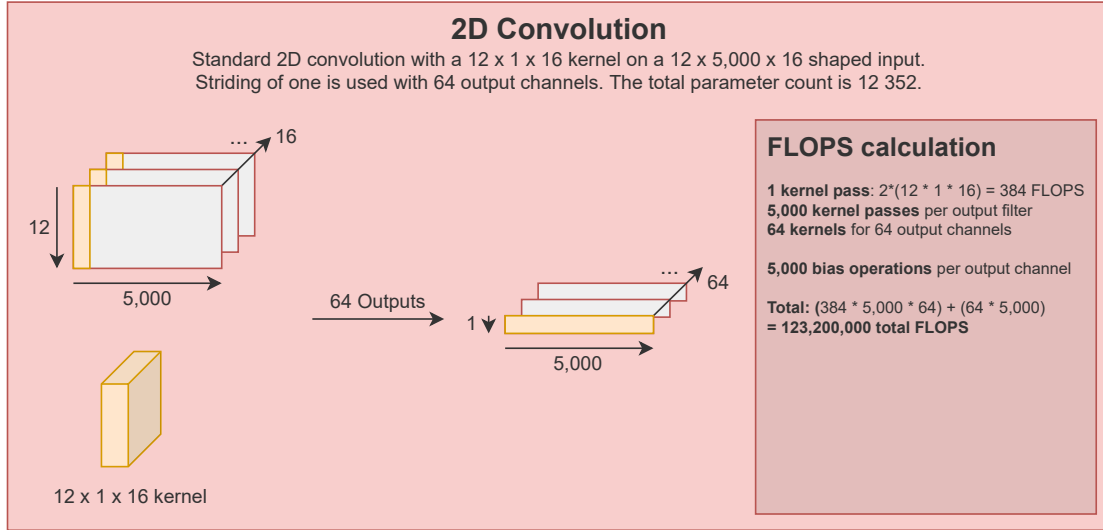 2D Convolution
Standard 2D convolution with a 12 x 1 x 16 kernel on a 12 x 5,000 x 16 shaped input.
Striding of one is used with 64 output channels. The total parameter count is 12 352.
...
16
12
5,000
64 Outputs
...
64
1
5,000
12 x 1 x 16 kernel
FLOPS calculation
1 kernel pass: 2*(12 * 1 * 16) = 384 FLOPS
5,000 kernel passes per output filter
64 kernels for 64 output channels
5,000 bias operations per output channel
Total: (384 * 5,000 * 64) + (64 * 5,000)
= 123,200,000 total FLOPS